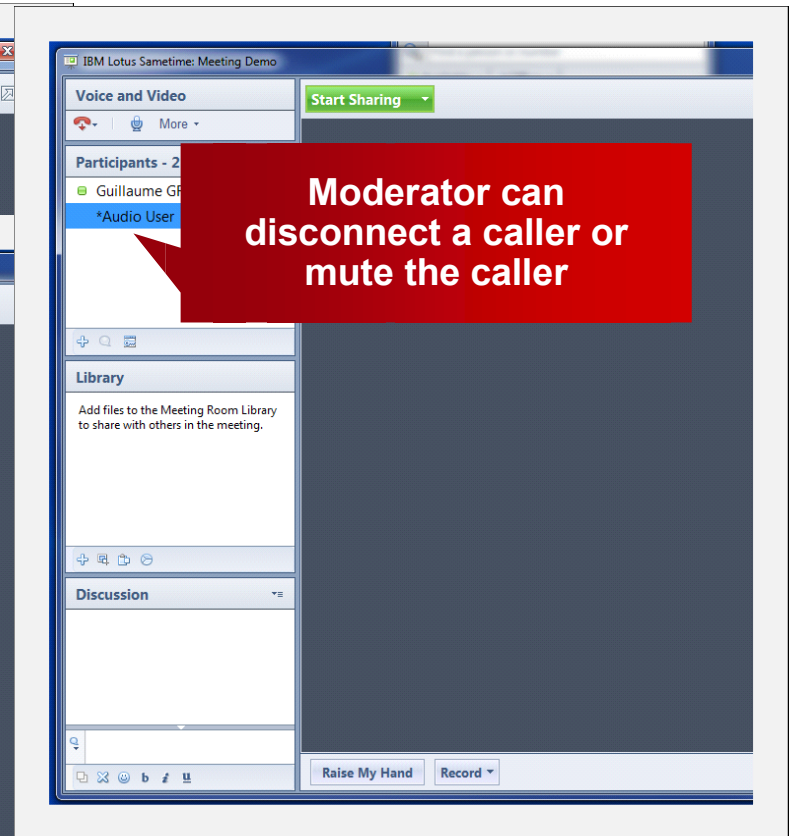 IBM Lotus Sametime: Meeting Demo
Voice and Video
Start Sharing
More
Participants - 2
Guillaume
*Audio User
Moderator can
disconnect a caller or
mute the caller
Library
Add files to the Meeting Room Library
to share with others in the meeting.
Discussion
b i u
Raise My Hand
Record